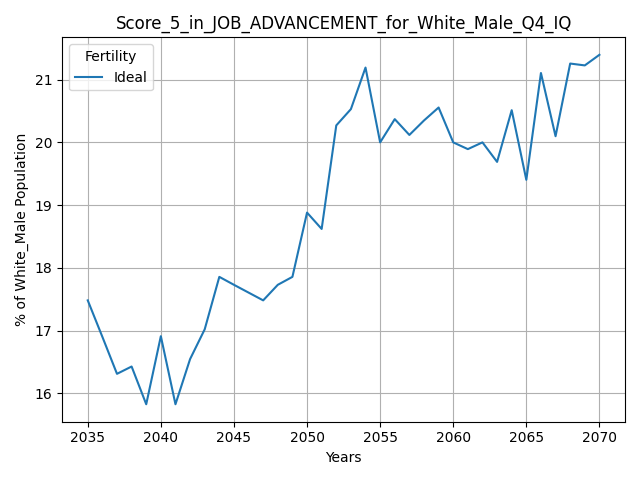 Score_5_in_JOB_ADVANCEMENT_for_White_Male_Q4_IQ
Fertility
Ideal
% of White_Male Population
21
20
19
18
17
16
2035 2040 2045 2050 2055 2060 2065 2070
Years